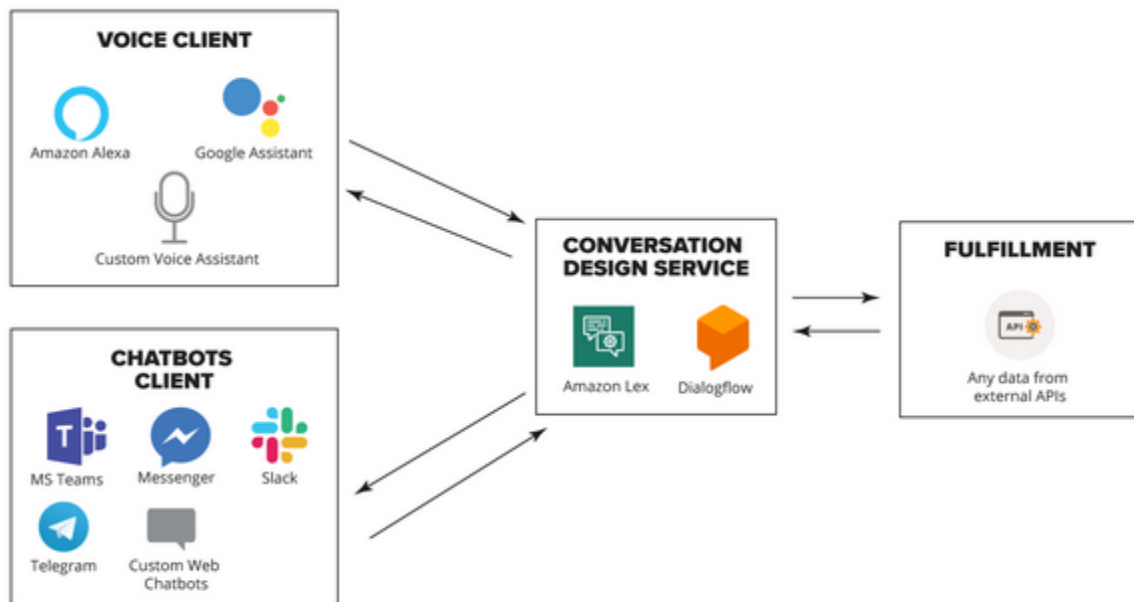 VOICE CLIENT
Amazon Alexa
Google Assistant
Custom Voice Assistant
CHATBOTS
CLIENT
MS Teams
Messenger
Slack
Telegram
Custom Web
Chatbots
CONVERSATION
DESIGN SERVICE
Amazon Lex
Dialogflow
FULFILLMENT
API
Any data from
external APIs